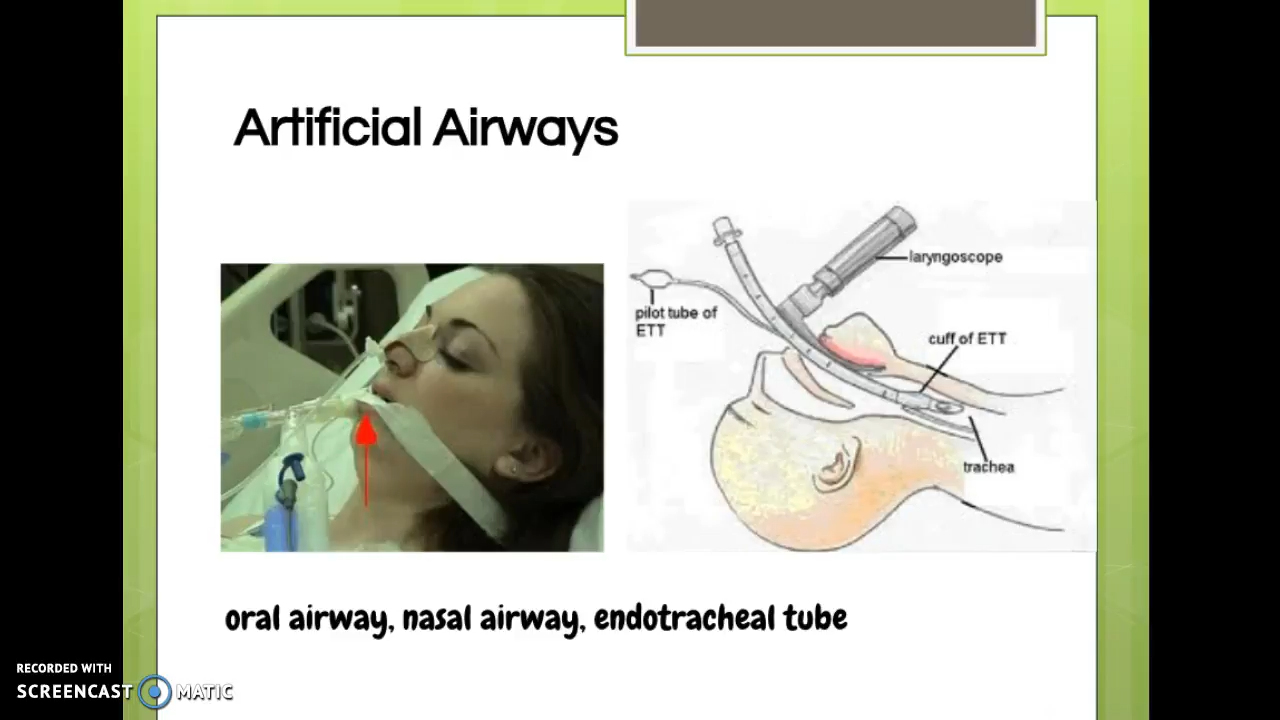 Artificial Airways
laryngoscope
pilot tube of
ETT
cuff of ETT
trachea
oral airway, nasal airway, endotracheal tube
RECORDED WITH
SCREENCAST MATIC